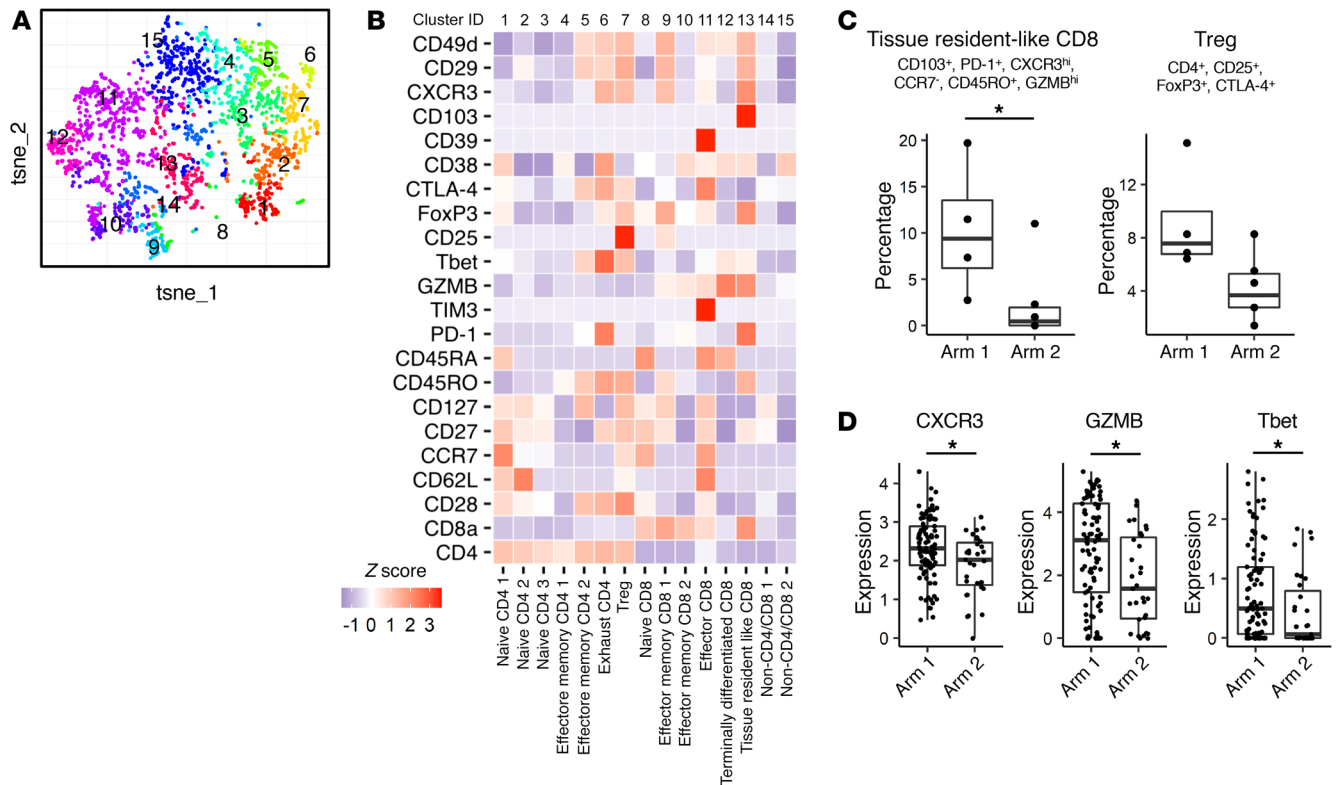 A
15
4
5
6
11
3
7
12
13
2
14
1
10
8
9
tsne_2
tsne_1
B
Cluster ID 1 2 3 4 5 6 7 8 9 10 11 12 13 14 15
CD49d
CD29
CXCR3
CD103
CD39
CD38
CTLA-4
FoxP3
CD25
Tbet
GZMB
TIM3
PD-1
CD45RA
CD45RO
CD127
CD27
CCR7
CD62L
CD28
CD8a
CD4
Z score
-1 0 1 2 3
Naive CD4 1
Naive CD4 2
Naive CD4 3
Effectore memory CD4 1
Effectore memory CD4 2
Exhaust CD4
Treg
Naive CD8
Effector memory CD8 1
Effector memory CD8 2
Effector CD8
Terminally differentiated CD8
Tissue resident like CD8
Non-CD4/CD8 1
Non-CD4/CD8 2
C
Tissue resident-like CD8
CD103⁺, PD-1⁺, CXCR3ʰⁱ,
CCR7⁻, CD45RO⁺, GZMBʰⁱ
*
Percentage
20
15
10
5
0
Arm 1 Arm 2
Treg
CD4⁺, CD25⁺,
FoxP3⁺, CTLA-4⁺
Percentage
12
8
4
Arm 1 Arm 2
D
CXCR3
*
Expression
4
3
2
1
0
Arm 1 Arm 2
GZMB
*
Expression
4
2
0
Arm 1 Arm 2
Tbet
*
Expression
2
1
0
Arm 1 Arm 2